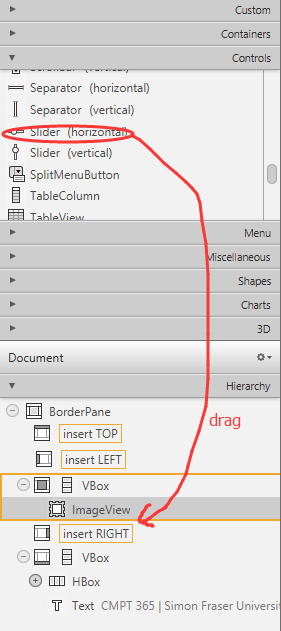 Custom
Containers
Controls
Separator (horizontal)
Separator (vertical)
Slider (horizontal)
Slider (vertical)
SplitMenuButton
TableColumn
TableView
Menu
Miscellaneous
Shapes
Charts
3D
Document
Hierarchy
BorderPane
drag
insert TOP
insert LEFT
VBox
ImageView
insert RIGHT
VBox
HBox
Text CMPT 365 | Simon Fraser Universit